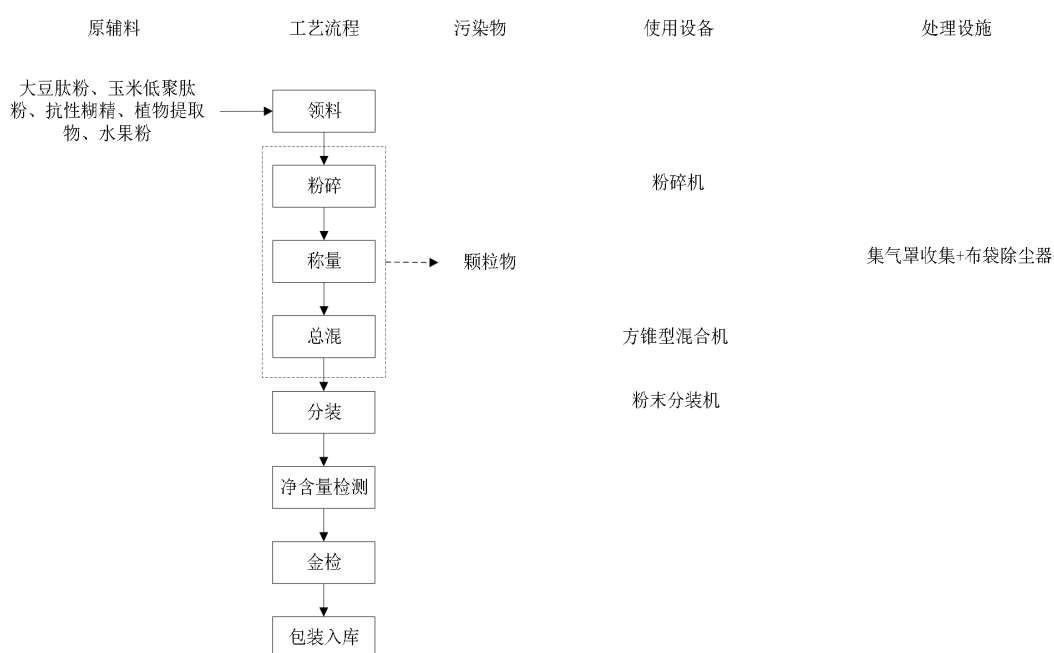 原辅料 工艺流程 污染物 使用设备 处理设施
大豆肽粉、玉米低聚肽
粉、抗性糊精、植物提取
物、水果粉
领料
粉碎 粉碎机
称量 颗粒物 集气罩收集+布袋除尘器
总混 方锥型混合机
分装 粉末分装机
净含量检测
金检
包装入库